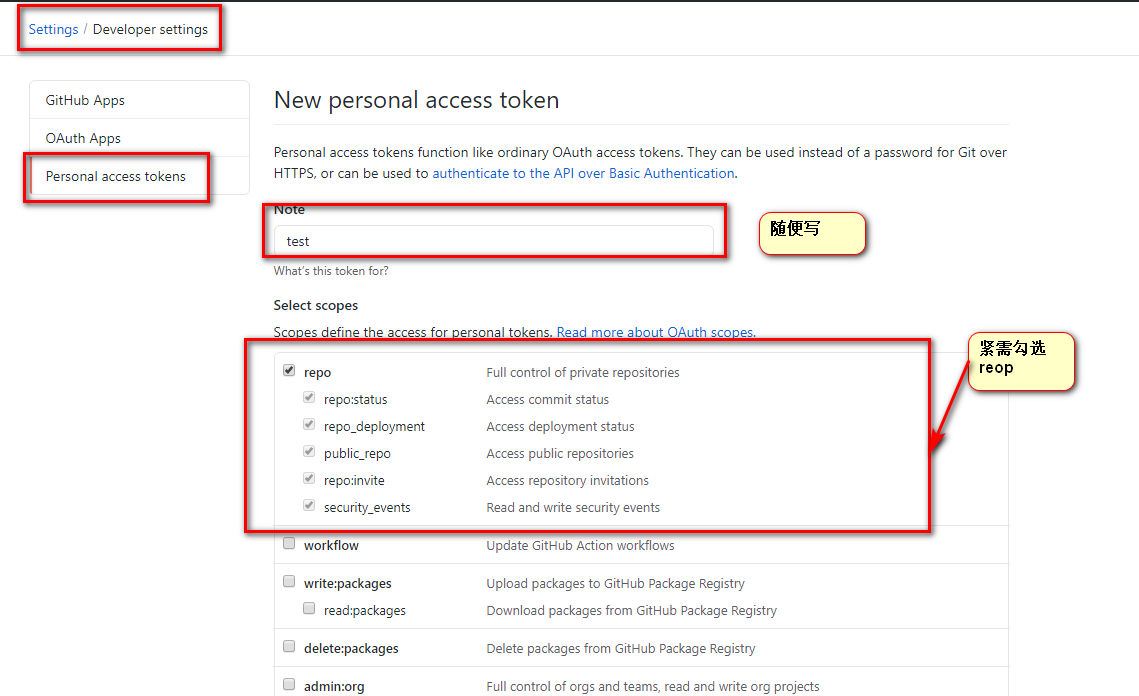 Settings / Developer settings
GitHub Apps
OAuth Apps
Personal access tokens
New personal access token
Personal access tokens function like ordinary OAuth access tokens. They can be used instead of a password for Git over
HTTPS, or can be used to authenticate to the API over Basic Authentication.
Note
test
随便写
What's this token for?
Select scopes
Scopes define the access for personal tokens. Read more about OAuth scopes.
紧需勾选
reop
repo Full control of private repositories
repo:status Access commit status
repo_deployment Access deployment status
public_repo Access public repositories
repo:invite Access repository invitations
security_events Read and write security events
workflow Update GitHub Action workflows
write:packages Upload packages to GitHub Package Registry
read:packages Download packages from GitHub Package Registry
delete:packages Delete packages from GitHub Package Registry
admin:org Full control of orgs and teams, read and write org projects